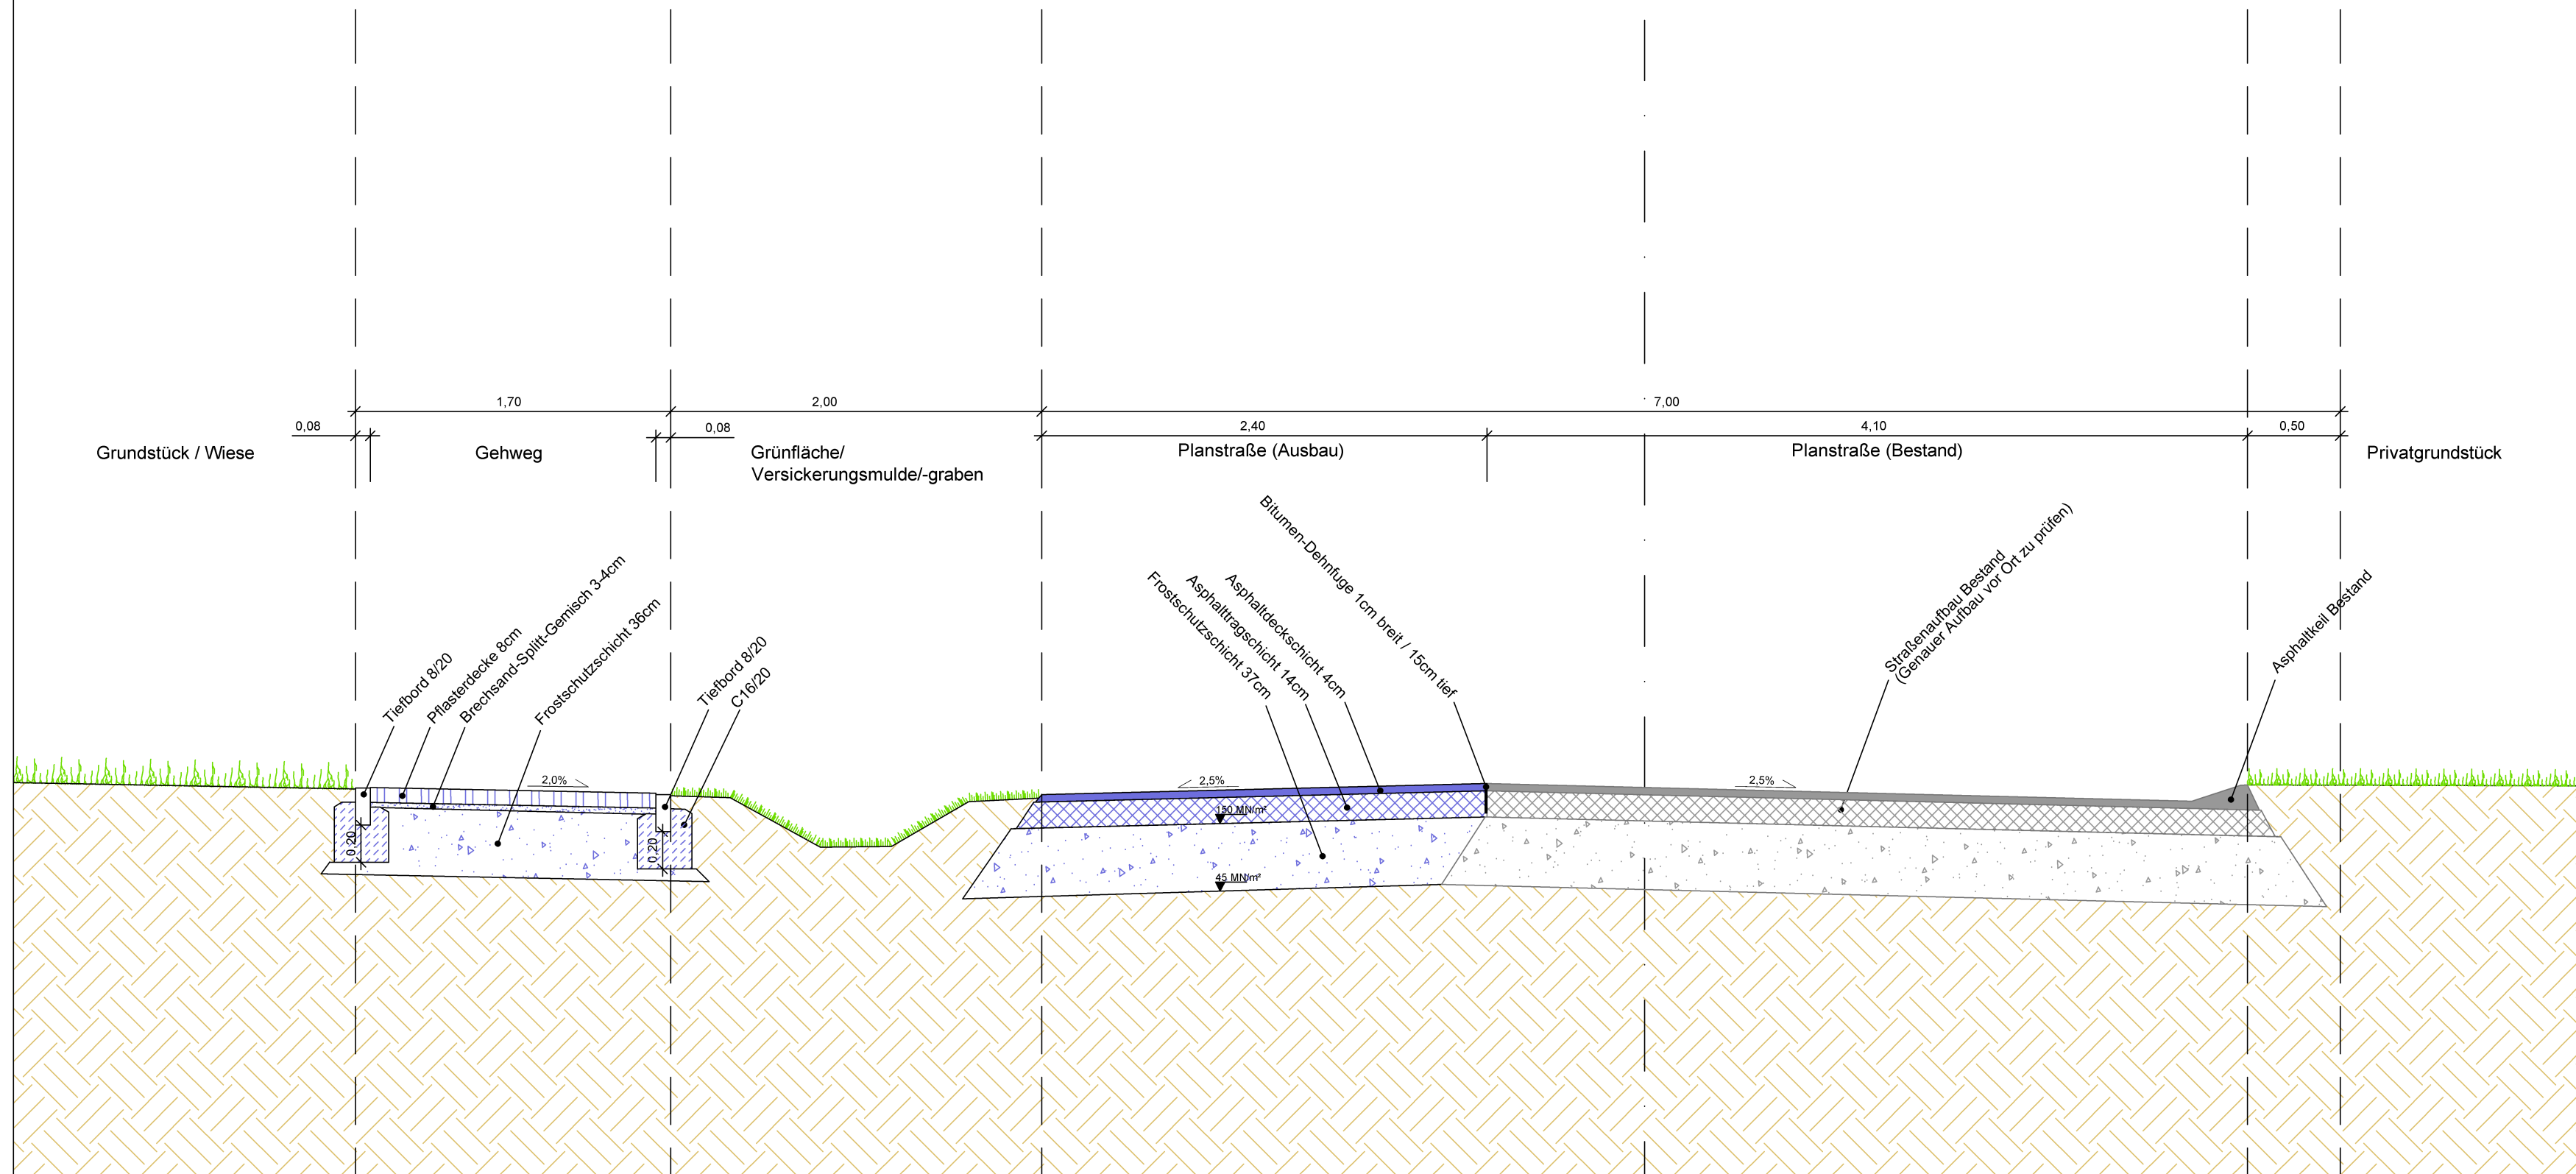 1,70
2,00
7,00
0,08
0,08
2,40
4,10
0,50
Grundstück / Wiese
Gehweg
Grünfläche/
Versickerungsmulde/-graben
Planstraße (Ausbau)
Planstraße (Bestand)
Privatgrundstück
Tiefbord 8/20
Pflasterdecke 8cm
Brechsand-Splitt-Gemisch 3-4cm
Frostschutzschicht 36cm
Tiefbord 8/20
C16/20
Frostschutzschicht 37cm
Asphalttragschicht 14cm
Asphaltdeckschicht 4cm
Bitumen-Dehnfuge 1cm breit / 15cm tief
Straßenaufbau Bestand
(Genauer Aufbau vor Ort zu prüfen)
Asphaltkeil Bestand
2,0%
2,5%
2,5%
150 MN/m²
45 MN/m²
0,20
0,20